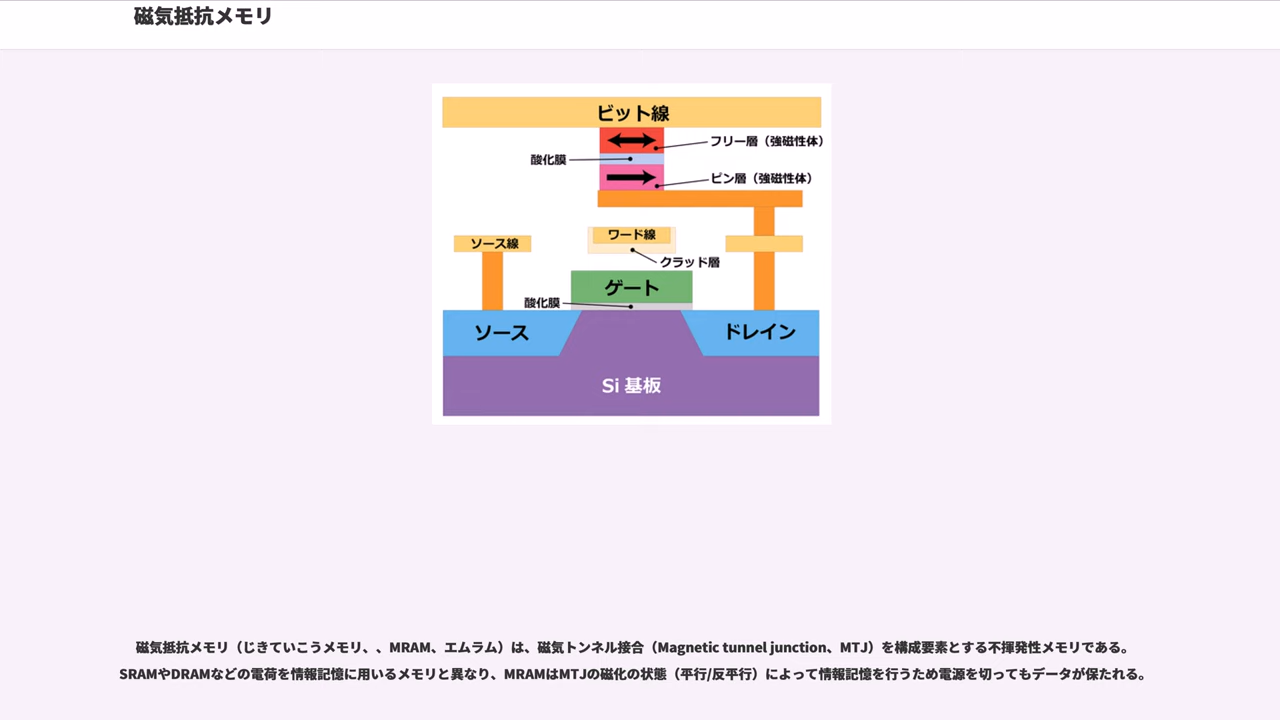 磁気抵抗メモリ
ビット線
フリー層（強磁性体）
酸化膜
ピン層（強磁性体）
ワード線
ソース線
クラッド層
ゲート
酸化膜
ソース
ドレイン
Si 基板
磁気抵抗メモリ（じきていこうメモリ、、MRAM、エムラム）は、磁気トンネル接合（Magnetic tunnel junction、MTJ）を構成要素とする不揮発性メモリである。
SRAMやDRAMなどの電荷を情報記憶に用いるメモリと異なり、MRAMはMTJの磁化の状態（平行/反平行）によって情報記憶を行うため電源を切ってもデータが保たれる。